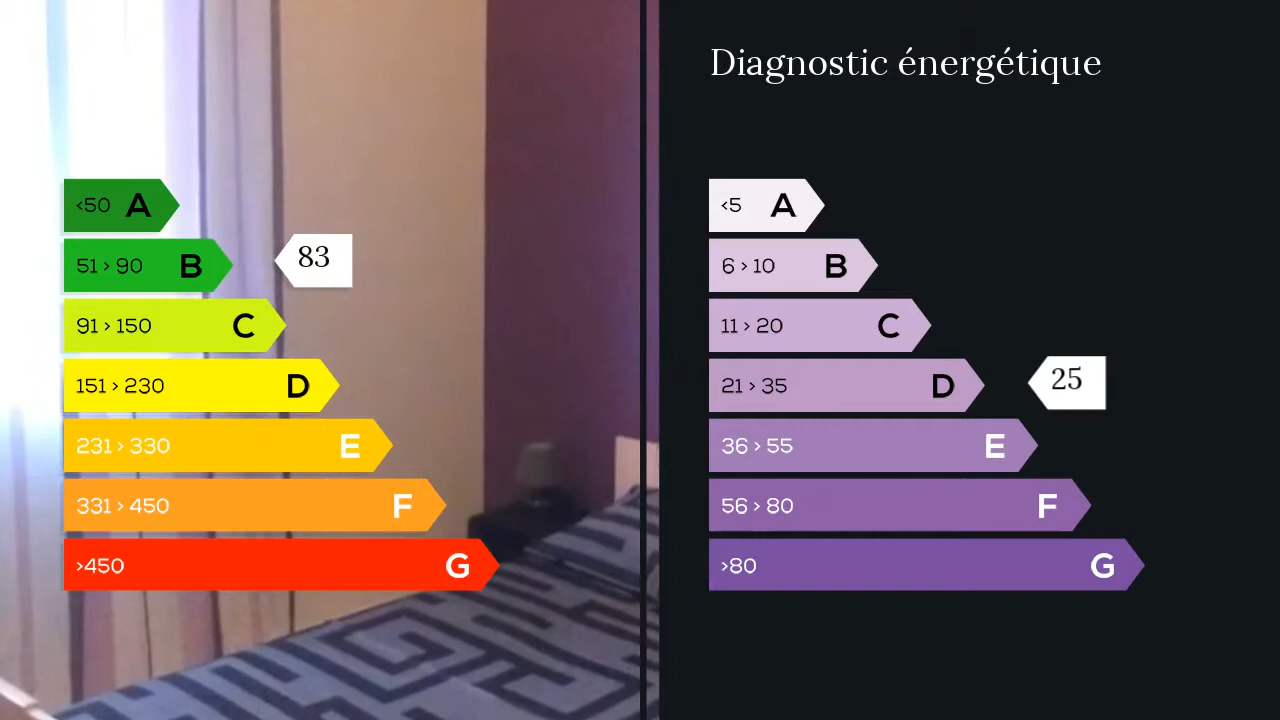 Diagnostic énergétique
<50 A
51 > 90 B
83
91 > 150 C
151 > 230 D
231 > 330 E
331 > 450 F
>450 G
<5 A
6 > 10 B
11 > 20 C
21 > 35 D
25
36 > 55 E
56 > 80 F
>80 G